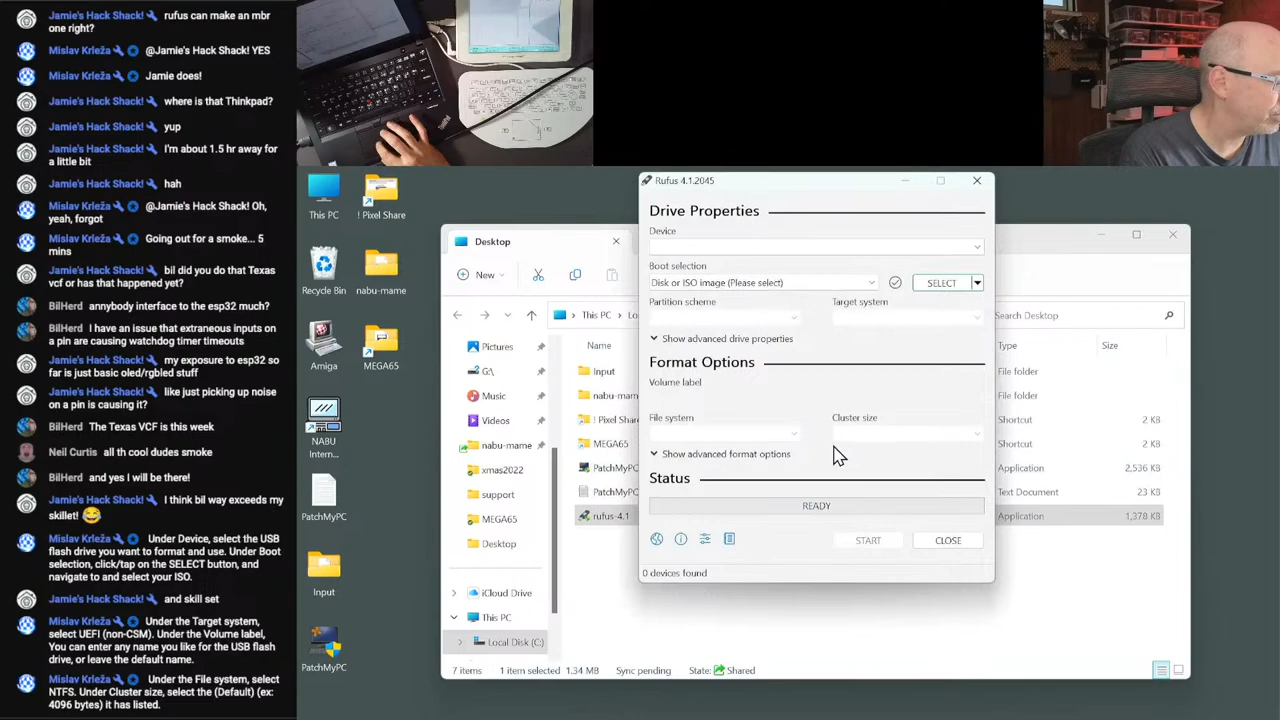 Jamie's Hack Shack! rufus can make an mbr
one right?
Mislav Krleža @Jamie's Hack Shack! YES
Mislav Krleža Jamie does!
Jamie's Hack Shack! where is that Thinkpad?
Jamie's Hack Shack! yup
Jamie's Hack Shack! I'm about 1.5 hr away for
a little bit
Jamie's Hack Shack! hah
Mislav Krleža @Jamie's Hack Shack! Oh,
yeah, forgot
Mislav Krleža Going out for a smoke... 5
mins
Jamie's Hack Shack! bil did you do that Texas
vcf or has that happened yet?
BilHerd annybody interface to the esp32 much?
BilHerd I have an issue that extraneous inputs on
a pin are causing watchdog timer timeouts
Jamie's Hack Shack! my exposure to esp32 so
far is just basic oled/rgbled stuff
Jamie's Hack Shack! like just picking up noise
on a pin is causing it?
BilHerd The Texas VCF is this week
Neil Curtis all th cool dudes smoke
BilHerd and yes I will be there!
Jamie's Hack Shack! I think bil way exceeds my
skillet! 😂
Mislav Krleža Under Device, select the USB
flash drive you want to format and use. Under Boot
selection, click/tap on the SELECT button, and
navigate to and select your ISO.
Jamie's Hack Shack! and skill set
Mislav Krleža Under the Target system,
select UEFI (non-CSM). Under the Volume label,
You can enter any name you like for the USB flash
drive, or leave the default name.
Mislav Krleža Under the File system, select
NTFS. Under Cluster size, select the (Default) (ex:
4096 bytes) it has listed.
This PC
! Pixel Share
Recycle Bin
nabu-mame
Amiga
MEGA65
NABU
Intern...
PatchMyPC
Input
PatchMyPC
Desktop
New
This PC
Lo
Search Desktop
Pictures
G:\
Music
Videos
nabu-mame
xmas2022
support
MEGA65
Desktop
iCloud Drive
This PC
Local Disk (C:)
Name
Type
Size
Input
File folder
nabu-mam
File folder
! Pixel Share
Shortcut
2 KB
MEGA65
Shortcut
2 KB
PatchMyPC
Application
2,536 KB
PatchMyPC
Text Document
23 KB
rufus-4.1
Application
1,378 KB
7 items
1 item selected 1.34 MB
Sync pending
State: Shared
Rufus 4.1.2045
Drive Properties
Device
Boot selection
Disk or ISO image (Please select)
SELECT
Partition scheme
Target system
Show advanced drive properties
Format Options
Volume label
File system
Cluster size
Show advanced format options
Status
READY
START
CLOSE
0 devices found